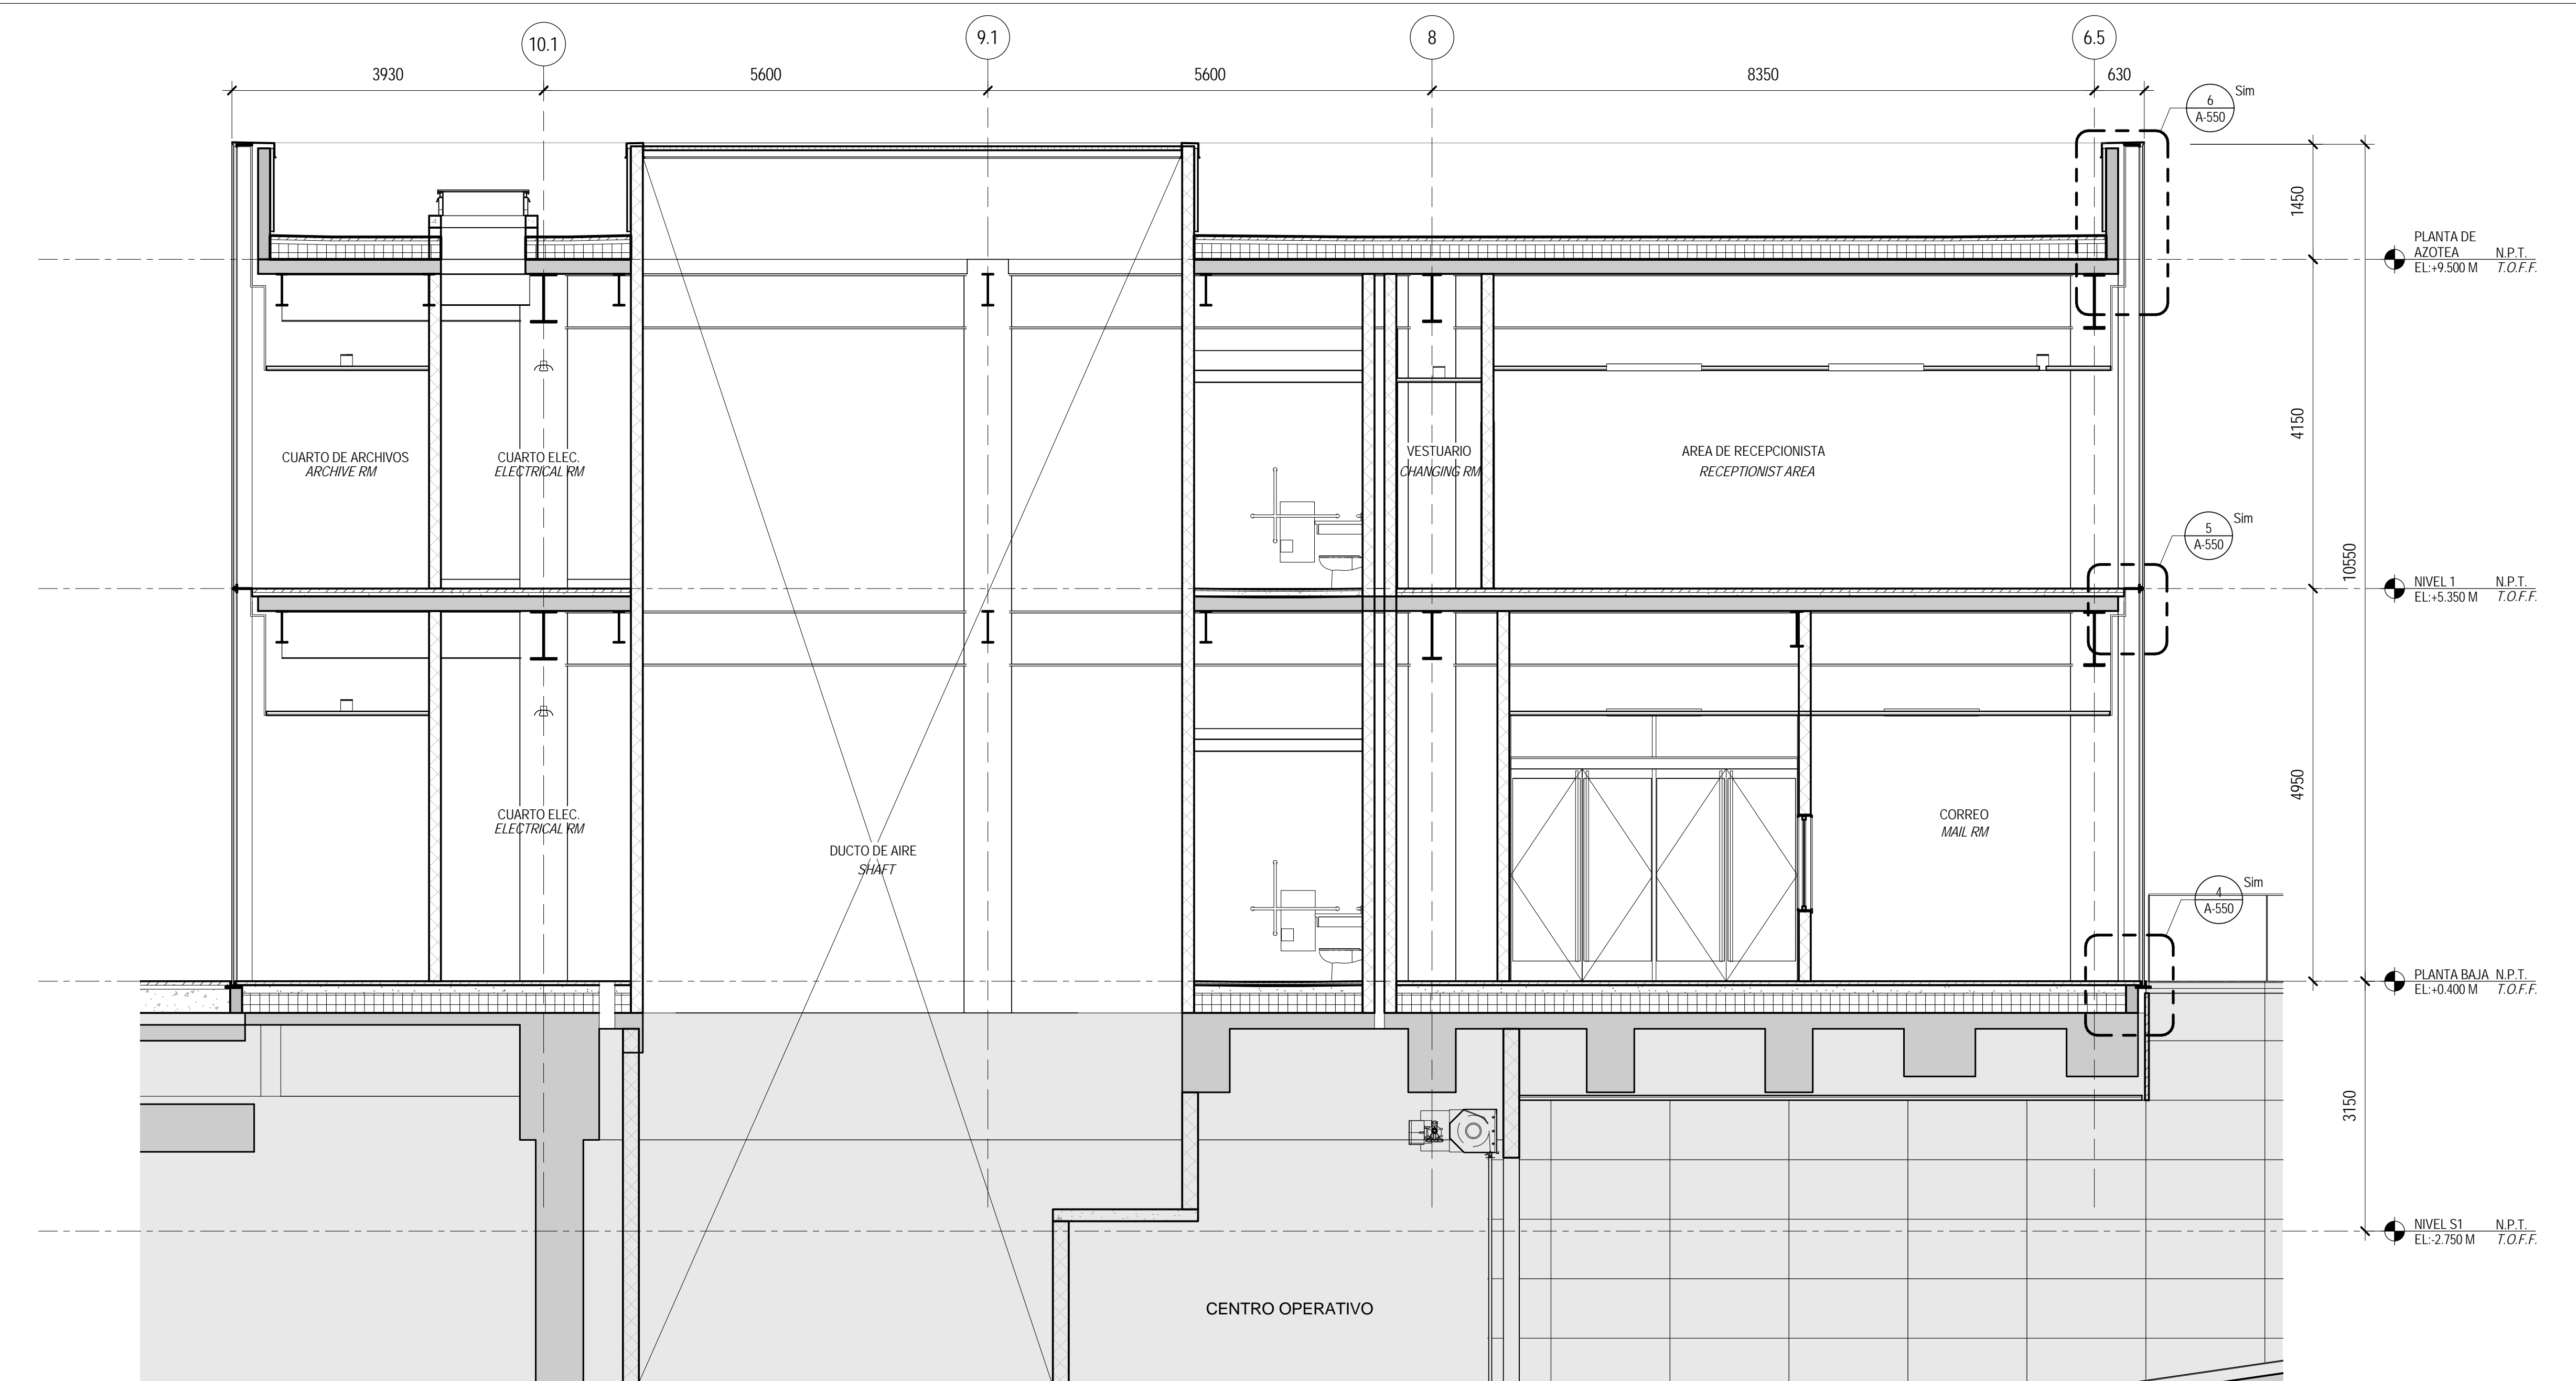 10.1
9.1
8
6.5
3930
5600
5600
8350
630
6
A-550
Sim
1450
PLANTA DE
AZOTEA N.P.T.
EL:+9.500 M T.O.F.F.
4150
CUARTO DE ARCHIVOS
ARCHIVE RM
CUARTO ELEC.
ELECTRICAL RM
VESTUARIO
CHANGING RM
AREA DE RECEPCIONISTA
RECEPTIONIST AREA
5
A-550
Sim
10550
NIVEL 1 N.P.T.
EL:+5.350 M T.O.F.F.
4950
CUARTO ELEC.
ELECTRICAL RM
DUCTO DE AIRE
SHAFT
CORREO
MAIL RM
4
A-550
Sim
PLANTA BAJA N.P.T.
EL:+0.400 M T.O.F.F.
3150
NIVEL S1 N.P.T.
EL:-2.750 M T.O.F.F.
CENTRO OPERATIVO